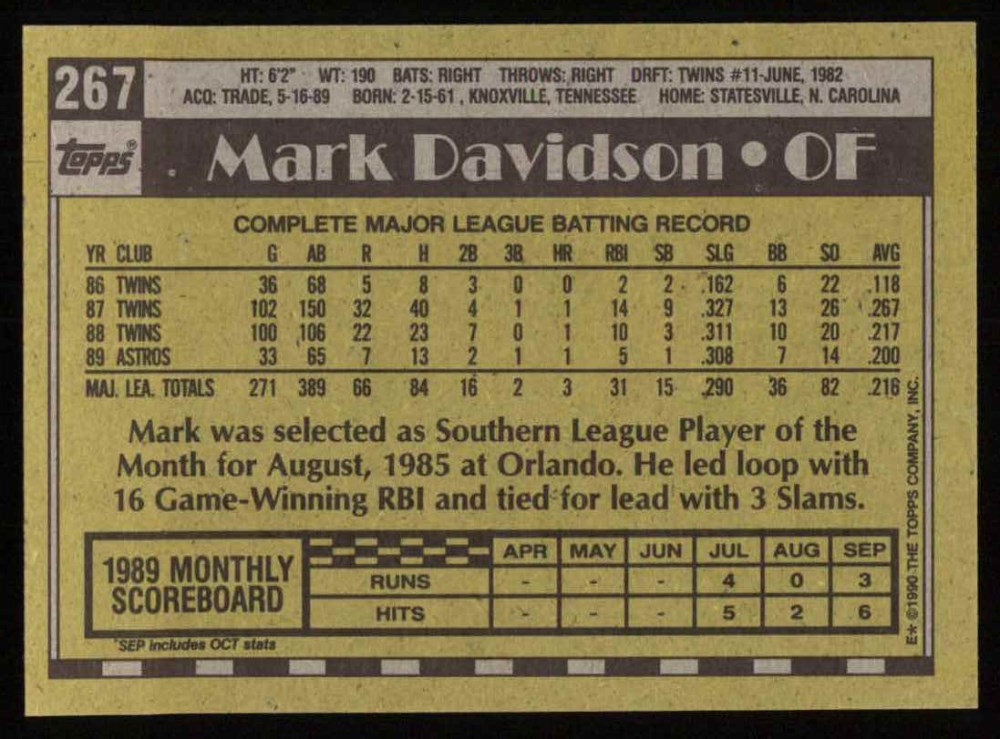 267
HT: 6'2" WT: 190 BATS: RIGHT THROWS: RIGHT DRFT: TWINS #11-JUNE, 1982
ACQ: TRADE, 5-16-89 BORN: 2-15-61, KNOXVILLE, TENNESSEE HOME: STATESVILLE, N. CAROLINA
topps® Mark Davidson • OF
COMPLETE MAJOR LEAGUE BATTING RECORD
YR CLUB G AB R H 2B 3B HR RBI SB SLG BB SO AVG
86 TWINS 36 68 5 8 3 0 0 2 2 .162 6 22 .118
87 TWINS 102 150 32 40 4 1 1 14 9 .327 13 26 .267
88 TWINS 100 106 22 23 7 0 1 10 3 .311 10 20 .217
89 ASTROS 33 65 7 13 2 1 1 5 1 .308 7 14 .200
MAJ. LEA. TOTALS 271 389 66 84 16 2 3 31 15 .290 36 82 .216
Mark was selected as Southern League Player of the
Month for August, 1985 at Orlando. He led loop with
16 Game-Winning RBI and tied for lead with 3 Slams.
1989 MONTHLY
SCOREBOARD
APR MAY JUN JUL AUG SEP
RUNS - - - 4 0 3
HITS - - - 5 2 6
*SEP includes OCT stats
E* ©1990 THE TOPPS COMPANY, INC.